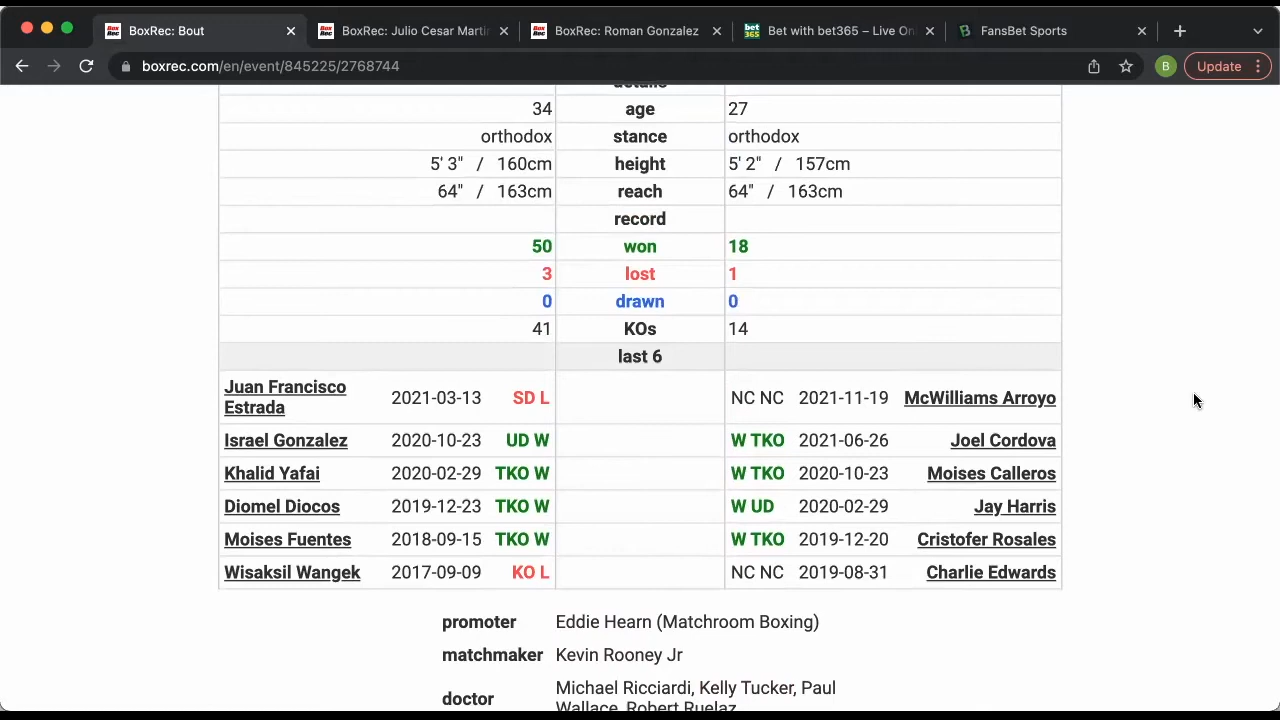 BoxRec: Bout
BoxRec: Julio Cesar Martin
BoxRec: Roman Gonzalez
Bet with bet365 – Live On
FansBet Sports
boxrec.com/en/event/845225/2768744
B
Update
34 age 27
orthodox stance orthodox
5' 3" / 160cm height 5' 2" / 157cm
64" / 163cm reach 64" / 163cm
record
50 won 18
3 lost 1
0 drawn 0
41 KOs 14
last 6
Juan Francisco
Estrada 2021-03-13 SD L NC NC 2021-11-19 McWilliams Arroyo
Israel Gonzalez 2020-10-23 UD W W TKO 2021-06-26 Joel Cordova
Khalid Yafai 2020-02-29 TKO W W TKO 2020-10-23 Moises Calleros
Diomel Diocos 2019-12-23 TKO W W UD 2020-02-29 Jay Harris
Moises Fuentes 2018-09-15 TKO W W TKO 2019-12-20 Cristofer Rosales
Wisaksil Wangek 2017-09-09 KO L NC NC 2019-08-31 Charlie Edwards
promoter Eddie Hearn (Matchroom Boxing)
matchmaker Kevin Rooney Jr
doctor Michael Ricciardi, Kelly Tucker, Paul
Wallace, Robert Ruelaz